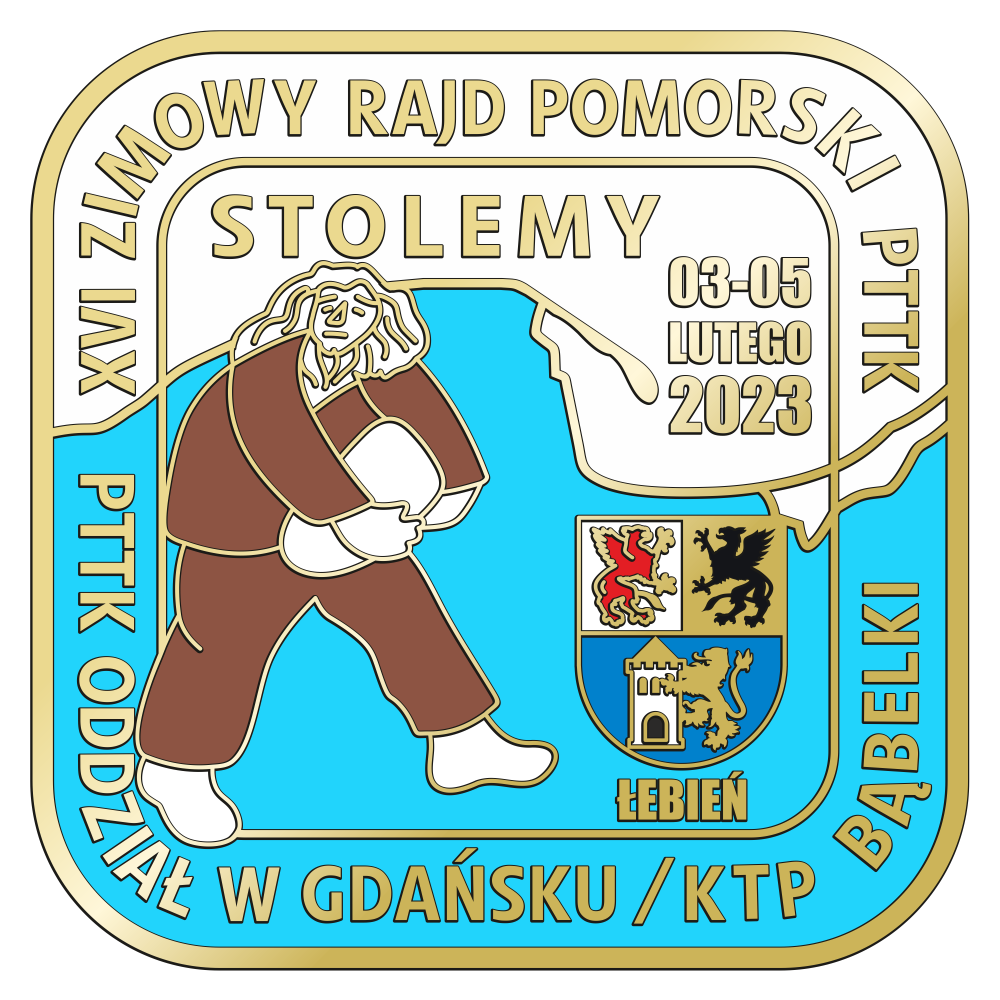 XVI ZIMOWY RAJD POMORSKI PTTK
STOLEMY
03-05
LUTEGO
2023
ŁEBIEŃ
PTTK ODDZIAŁ W GDAŃSKU / KTP BĄBELKI